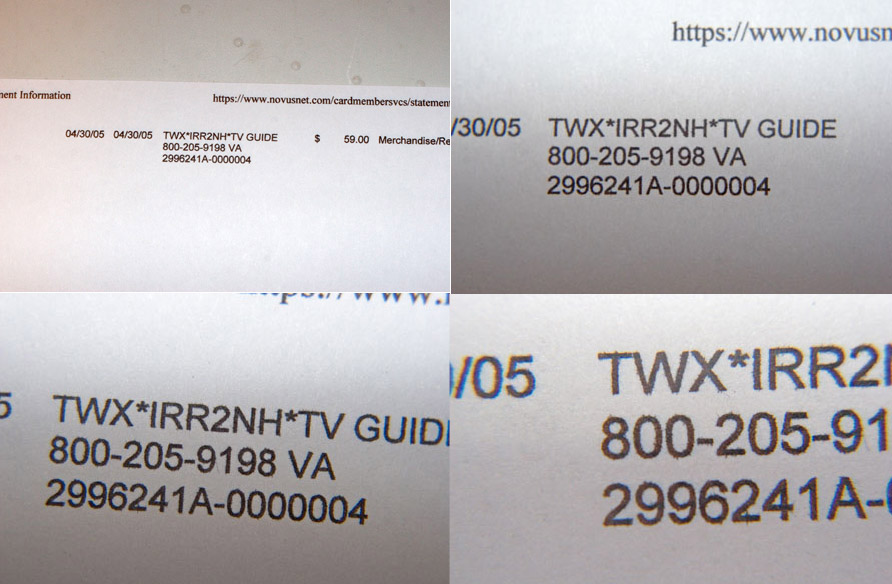 ment Information https://www.novusnet.com/cardmembersvcs/statement
04/30/05 04/30/05 TWX*IRR2NH*TV GUIDE $ 59.00 Merchandise/Re
800-205-9198 VA
2996241A-0000004
https://www.novusn
/30/05 TWX*IRR2NH*TV GUIDE
800-205-9198 VA
2996241A-0000004
5 TWX*IRR2NH*TV GUIDE
800-205-9198 VA
2996241A-0000004
/05 TWX*IRR2N
800-205-91
2996241A-0